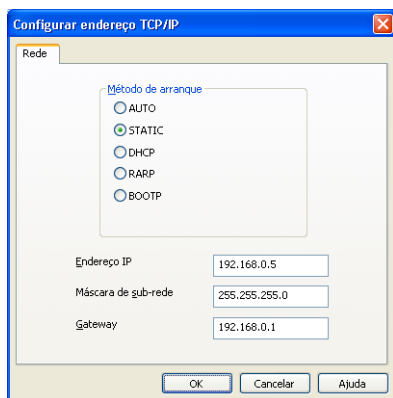 Configurar endereço TCP/IP
Rede
Método de arranque
AUTO
STATIC
DHCP
RARP
BOOTP
Endereço IP
192.168.0.5
Máscara de sub-rede
255.255.255.0
Gateway
192.168.0.1
OK
Cancelar
Ajuda